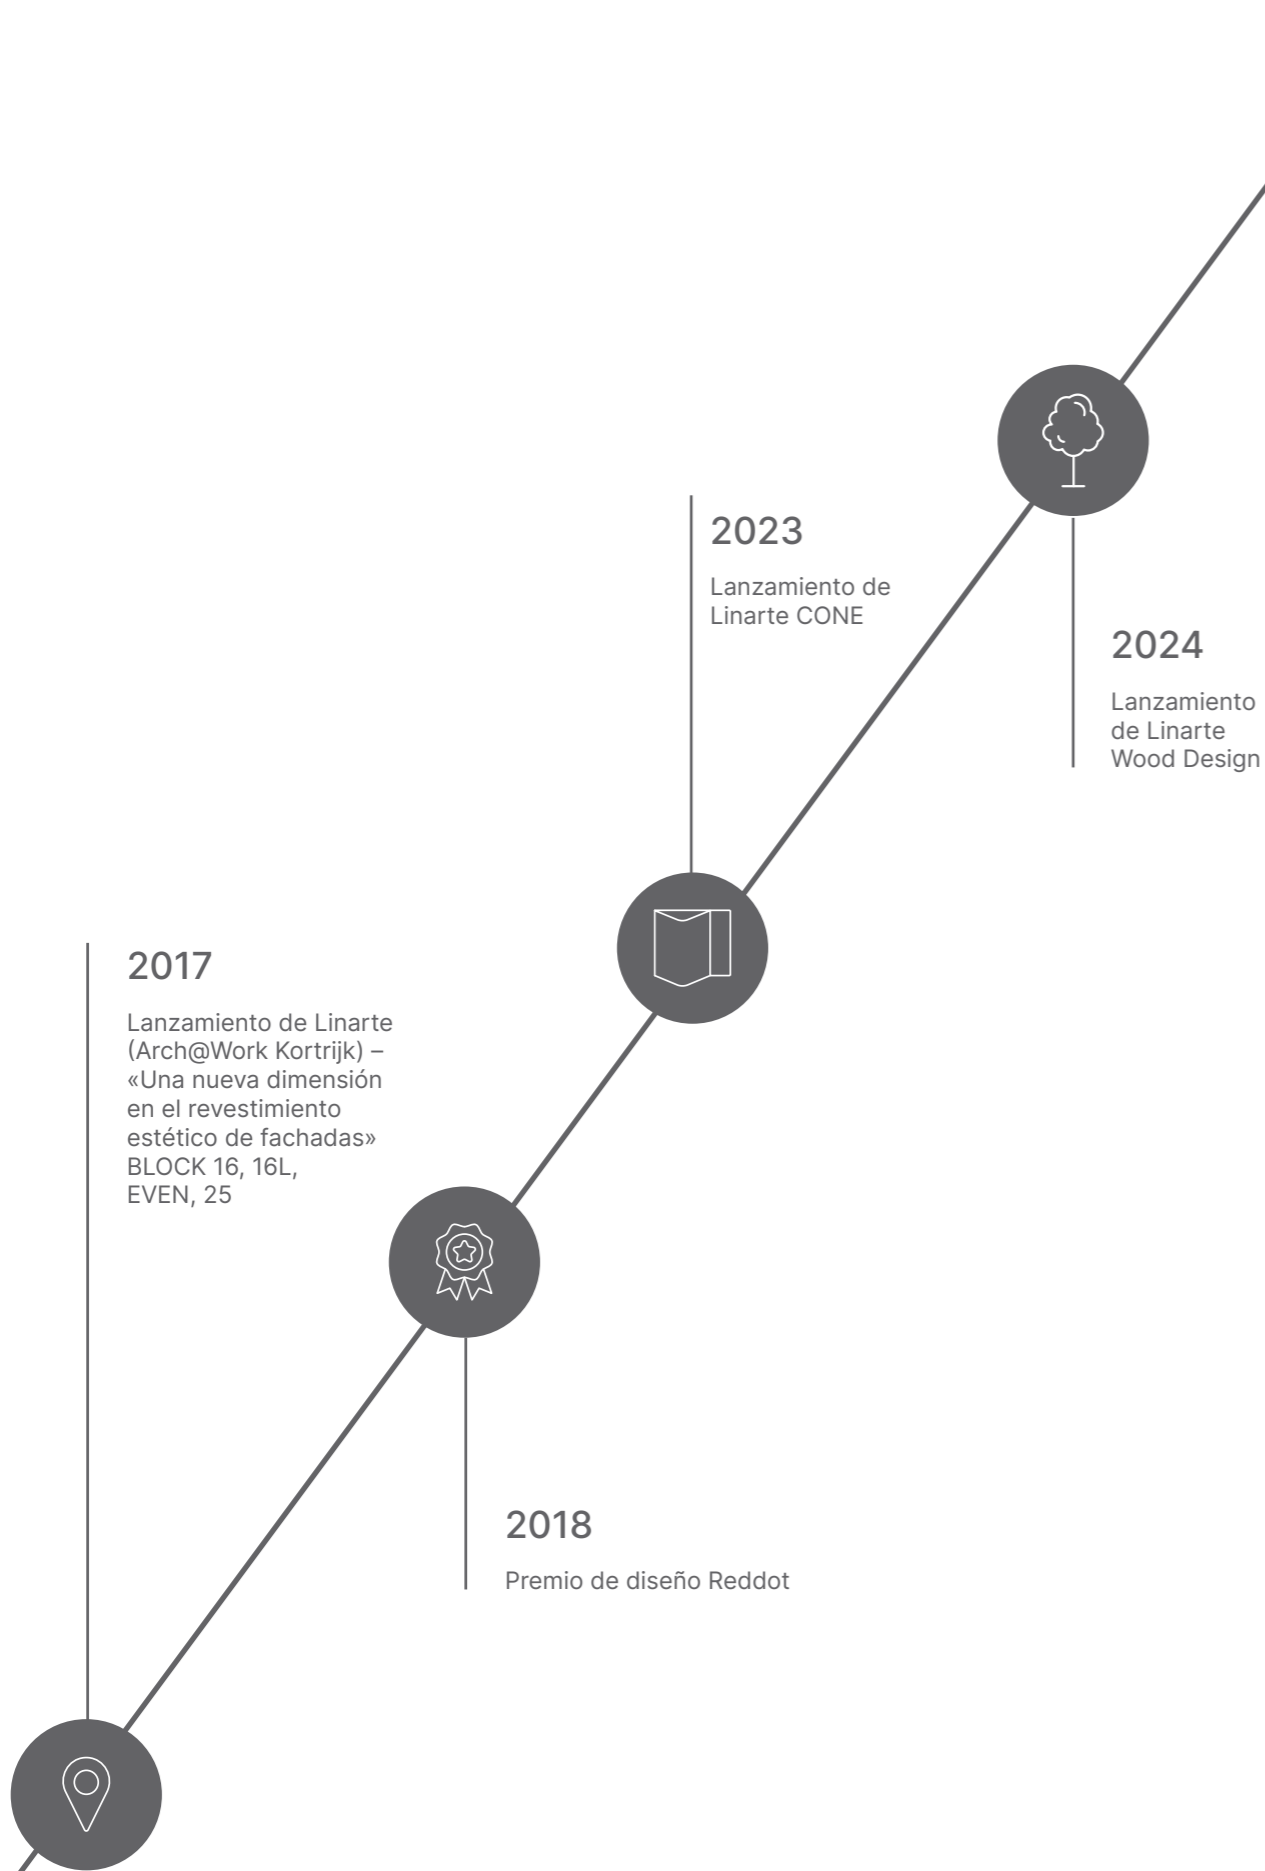 2023
Lanzamiento de
Linarte CONE
2024
Lanzamiento
de Linarte
Wood Design
2017
Lanzamiento de Linarte
(Arch@Work Kortrijk) –
«Una nueva dimensión
en el revestimiento
estético de fachadas»
BLOCK 16, 16L,
EVEN, 25
2018
Premio de diseño Reddot